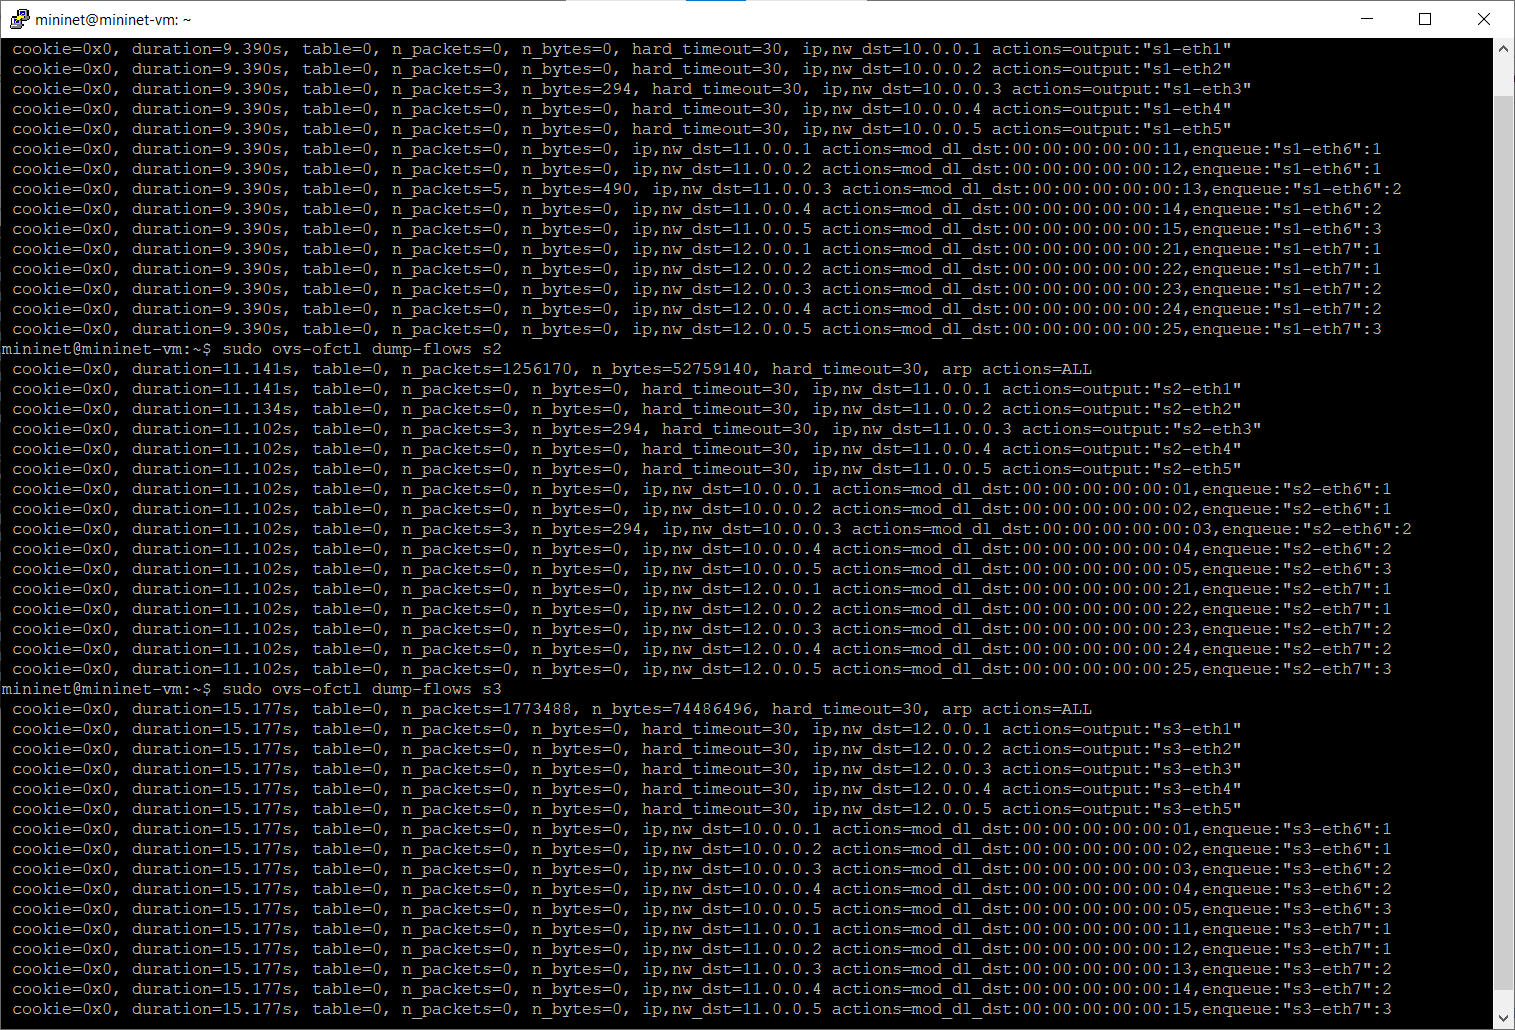 mininet@mininet-vm: ~
cookie=0x0, duration=9.390s, table=0, n_packets=0, n_bytes=0, hard_timeout=30, ip,nw_dst=10.0.0.1 actions=output:"s1-eth1"
cookie=0x0, duration=9.390s, table=0, n_packets=0, n_bytes=0, hard_timeout=30, ip,nw_dst=10.0.0.2 actions=output:"s1-eth2"
cookie=0x0, duration=9.390s, table=0, n_packets=3, n_bytes=294, hard_timeout=30, ip,nw_dst=10.0.0.3 actions=output:"s1-eth3"
cookie=0x0, duration=9.390s, table=0, n_packets=0, n_bytes=0, hard_timeout=30, ip,nw_dst=10.0.0.4 actions=output:"s1-eth4"
cookie=0x0, duration=9.390s, table=0, n_packets=0, n_bytes=0, hard_timeout=30, ip,nw_dst=10.0.0.5 actions=output:"s1-eth5"
cookie=0x0, duration=9.390s, table=0, n_packets=0, n_bytes=0, ip,nw_dst=11.0.0.1 actions=mod_dl_dst:00:00:00:00:00:11,enqueue:"s1-eth6":1
cookie=0x0, duration=9.390s, table=0, n_packets=0, n_bytes=0, ip,nw_dst=11.0.0.2 actions=mod_dl_dst:00:00:00:00:00:12,enqueue:"s1-eth6":1
cookie=0x0, duration=9.390s, table=0, n_packets=5, n_bytes=490, ip,nw_dst=11.0.0.3 actions=mod_dl_dst:00:00:00:00:00:13,enqueue:"s1-eth6":2
cookie=0x0, duration=9.390s, table=0, n_packets=0, n_bytes=0, ip,nw_dst=11.0.0.4 actions=mod_dl_dst:00:00:00:00:00:14,enqueue:"s1-eth6":2
cookie=0x0, duration=9.390s, table=0, n_packets=0, n_bytes=0, ip,nw_dst=11.0.0.5 actions=mod_dl_dst:00:00:00:00:00:15,enqueue:"s1-eth6":3
cookie=0x0, duration=9.390s, table=0, n_packets=0, n_bytes=0, ip,nw_dst=12.0.0.1 actions=mod_dl_dst:00:00:00:00:00:21,enqueue:"s1-eth7":1
cookie=0x0, duration=9.390s, table=0, n_packets=0, n_bytes=0, ip,nw_dst=12.0.0.2 actions=mod_dl_dst:00:00:00:00:00:22,enqueue:"s1-eth7":1
cookie=0x0, duration=9.390s, table=0, n_packets=0, n_bytes=0, ip,nw_dst=12.0.0.3 actions=mod_dl_dst:00:00:00:00:00:23,enqueue:"s1-eth7":2
cookie=0x0, duration=9.390s, table=0, n_packets=0, n_bytes=0, ip,nw_dst=12.0.0.4 actions=mod_dl_dst:00:00:00:00:00:24,enqueue:"s1-eth7":2
cookie=0x0, duration=9.390s, table=0, n_packets=0, n_bytes=0, ip,nw_dst=12.0.0.5 actions=mod_dl_dst:00:00:00:00:00:25,enqueue:"s1-eth7":3
mininet@mininet-vm:~$ sudo ovs-ofctl dump-flows s2
cookie=0x0, duration=11.141s, table=0, n_packets=1256170, n_bytes=52759140, hard_timeout=30, arp actions=ALL
cookie=0x0, duration=11.141s, table=0, n_packets=0, n_bytes=0, hard_timeout=30, ip,nw_dst=11.0.0.1 actions=output:"s2-eth1"
cookie=0x0, duration=11.134s, table=0, n_packets=0, n_bytes=0, hard_timeout=30, ip,nw_dst=11.0.0.2 actions=output:"s2-eth2"
cookie=0x0, duration=11.102s, table=0, n_packets=3, n_bytes=294, hard_timeout=30, ip,nw_dst=11.0.0.3 actions=output:"s2-eth3"
cookie=0x0, duration=11.102s, table=0, n_packets=0, n_bytes=0, hard_timeout=30, ip,nw_dst=11.0.0.4 actions=output:"s2-eth4"
cookie=0x0, duration=11.102s, table=0, n_packets=0, n_bytes=0, hard_timeout=30, ip,nw_dst=11.0.0.5 actions=output:"s2-eth5"
cookie=0x0, duration=11.102s, table=0, n_packets=0, n_bytes=0, ip,nw_dst=10.0.0.1 actions=mod_dl_dst:00:00:00:00:00:01,enqueue:"s2-eth6":1
cookie=0x0, duration=11.102s, table=0, n_packets=0, n_bytes=0, ip,nw_dst=10.0.0.2 actions=mod_dl_dst:00:00:00:00:00:02,enqueue:"s2-eth6":1
cookie=0x0, duration=11.102s, table=0, n_packets=3, n_bytes=294, ip,nw_dst=10.0.0.3 actions=mod_dl_dst:00:00:00:00:00:03,enqueue:"s2-eth6":2
cookie=0x0, duration=11.102s, table=0, n_packets=0, n_bytes=0, ip,nw_dst=10.0.0.4 actions=mod_dl_dst:00:00:00:00:00:04,enqueue:"s2-eth6":2
cookie=0x0, duration=11.102s, table=0, n_packets=0, n_bytes=0, ip,nw_dst=10.0.0.5 actions=mod_dl_dst:00:00:00:00:00:05,enqueue:"s2-eth6":3
cookie=0x0, duration=11.102s, table=0, n_packets=0, n_bytes=0, ip,nw_dst=12.0.0.1 actions=mod_dl_dst:00:00:00:00:00:21,enqueue:"s2-eth7":1
cookie=0x0, duration=11.102s, table=0, n_packets=0, n_bytes=0, ip,nw_dst=12.0.0.2 actions=mod_dl_dst:00:00:00:00:00:22,enqueue:"s2-eth7":1
cookie=0x0, duration=11.102s, table=0, n_packets=0, n_bytes=0, ip,nw_dst=12.0.0.3 actions=mod_dl_dst:00:00:00:00:00:23,enqueue:"s2-eth7":2
cookie=0x0, duration=11.102s, table=0, n_packets=0, n_bytes=0, ip,nw_dst=12.0.0.4 actions=mod_dl_dst:00:00:00:00:00:24,enqueue:"s2-eth7":2
cookie=0x0, duration=11.102s, table=0, n_packets=0, n_bytes=0, ip,nw_dst=12.0.0.5 actions=mod_dl_dst:00:00:00:00:00:25,enqueue:"s2-eth7":3
mininet@mininet-vm:~$ sudo ovs-ofctl dump-flows s3
cookie=0x0, duration=15.177s, table=0, n_packets=1773488, n_bytes=74486496, hard_timeout=30, arp actions=ALL
cookie=0x0, duration=15.177s, table=0, n_packets=0, n_bytes=0, hard_timeout=30, ip,nw_dst=12.0.0.1 actions=output:"s3-eth1"
cookie=0x0, duration=15.177s, table=0, n_packets=0, n_bytes=0, hard_timeout=30, ip,nw_dst=12.0.0.2 actions=output:"s3-eth2"
cookie=0x0, duration=15.177s, table=0, n_packets=0, n_bytes=0, hard_timeout=30, ip,nw_dst=12.0.0.3 actions=output:"s3-eth3"
cookie=0x0, duration=15.177s, table=0, n_packets=0, n_bytes=0, hard_timeout=30, ip,nw_dst=12.0.0.4 actions=output:"s3-eth4"
cookie=0x0, duration=15.177s, table=0, n_packets=0, n_bytes=0, hard_timeout=30, ip,nw_dst=12.0.0.5 actions=output:"s3-eth5"
cookie=0x0, duration=15.177s, table=0, n_packets=0, n_bytes=0, ip,nw_dst=10.0.0.1 actions=mod_dl_dst:00:00:00:00:00:01,enqueue:"s3-eth6":1
cookie=0x0, duration=15.177s, table=0, n_packets=0, n_bytes=0, ip,nw_dst=10.0.0.2 actions=mod_dl_dst:00:00:00:00:00:02,enqueue:"s3-eth6":1
cookie=0x0, duration=15.177s, table=0, n_packets=0, n_bytes=0, ip,nw_dst=10.0.0.3 actions=mod_dl_dst:00:00:00:00:00:03,enqueue:"s3-eth6":2
cookie=0x0, duration=15.177s, table=0, n_packets=0, n_bytes=0, ip,nw_dst=10.0.0.4 actions=mod_dl_dst:00:00:00:00:00:04,enqueue:"s3-eth6":2
cookie=0x0, duration=15.177s, table=0, n_packets=0, n_bytes=0, ip,nw_dst=10.0.0.5 actions=mod_dl_dst:00:00:00:00:00:05,enqueue:"s3-eth6":3
cookie=0x0, duration=15.177s, table=0, n_packets=0, n_bytes=0, ip,nw_dst=11.0.0.1 actions=mod_dl_dst:00:00:00:00:00:11,enqueue:"s3-eth7":1
cookie=0x0, duration=15.177s, table=0, n_packets=0, n_bytes=0, ip,nw_dst=11.0.0.2 actions=mod_dl_dst:00:00:00:00:00:12,enqueue:"s3-eth7":1
cookie=0x0, duration=15.177s, table=0, n_packets=0, n_bytes=0, ip,nw_dst=11.0.0.3 actions=mod_dl_dst:00:00:00:00:00:13,enqueue:"s3-eth7":2
cookie=0x0, duration=15.177s, table=0, n_packets=0, n_bytes=0, ip,nw_dst=11.0.0.4 actions=mod_dl_dst:00:00:00:00:00:14,enqueue:"s3-eth7":2
cookie=0x0, duration=15.177s, table=0, n_packets=0, n_bytes=0, ip,nw_dst=11.0.0.5 actions=mod_dl_dst:00:00:00:00:00:15,enqueue:"s3-eth7":3